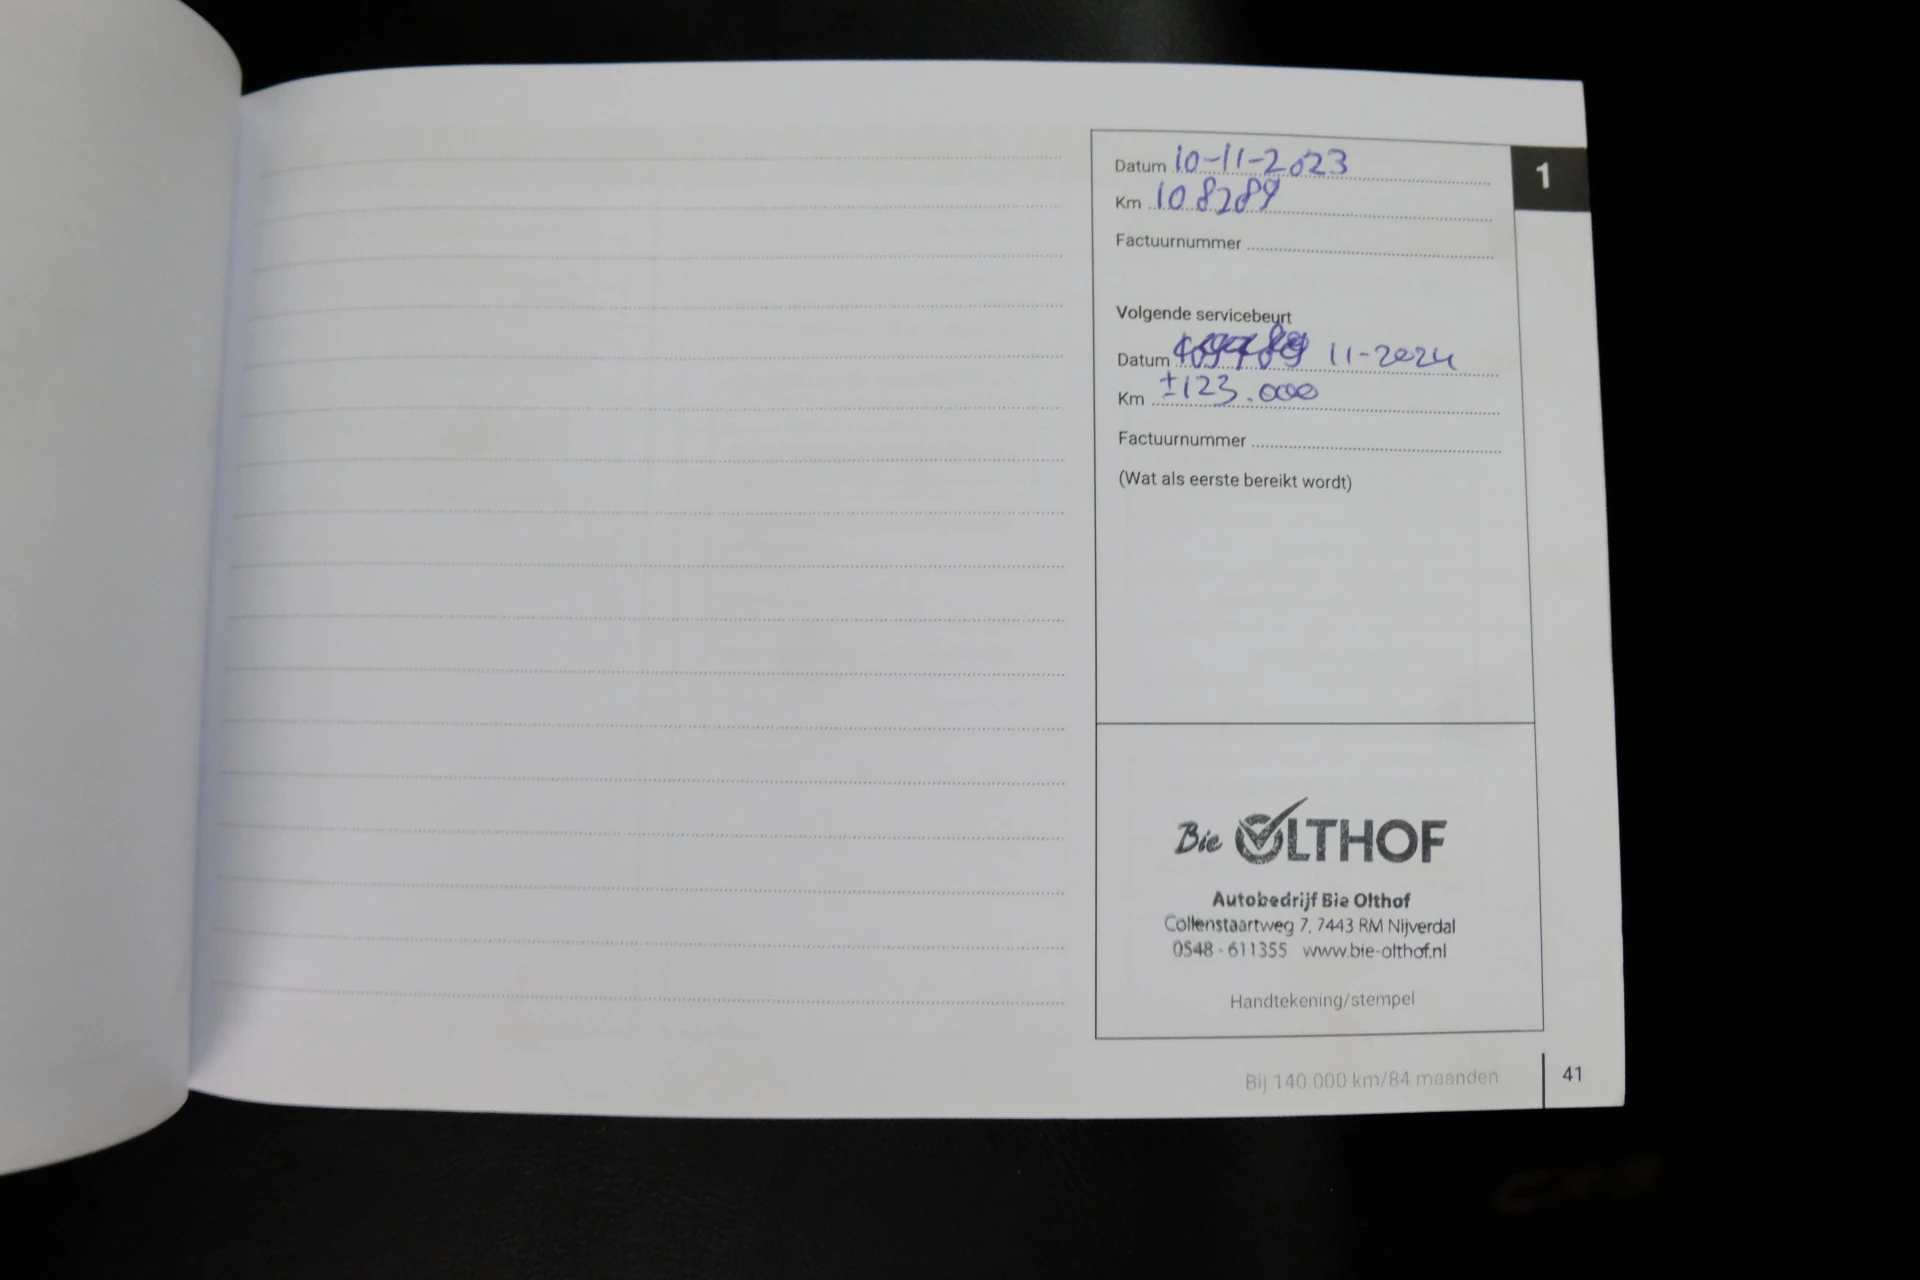 Datum 10-11-2023
1
Km 108289
Factuurnummer
Volgende servicebeurt
Datum 11-2024
Km ±123.000
Factuurnummer
(Wat als eerste bereikt wordt)
Bie OLTHOF
Autobedrijf Bie Olthof
Collenstaartweg 7, 7443 RM Nijverdal
0548 - 611355 www.bie-olthof.nl
Handtekening/stempel
Bij 140.000 km/84 maanden
41